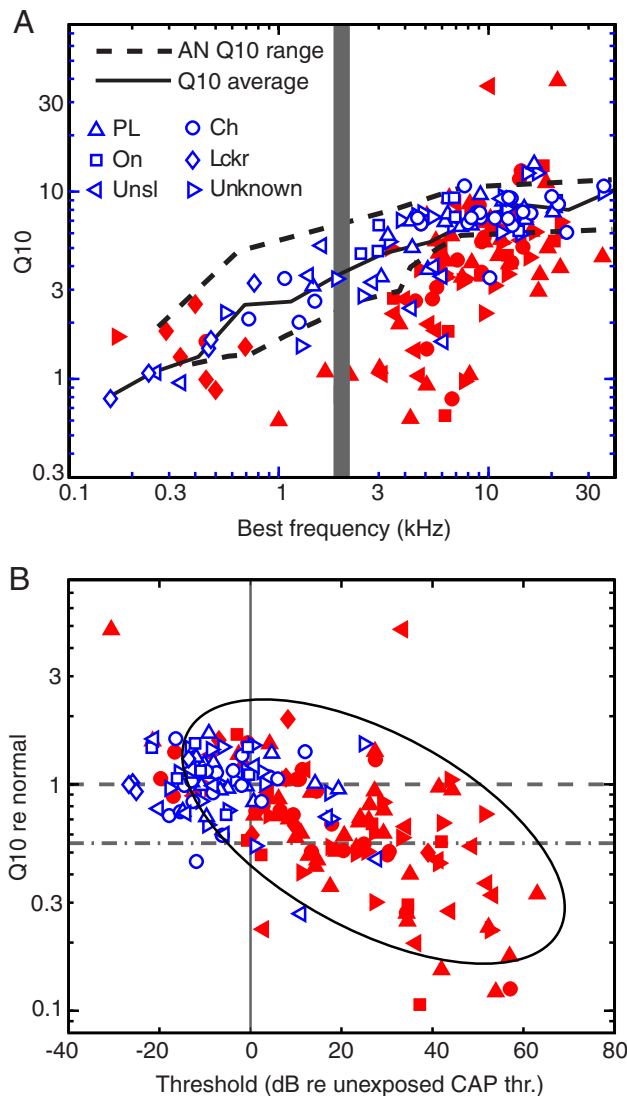 A
AN Q10 range
Q10 average
PL Ch
On Lckr
Unsl Unknown
Q10
30
10
3
1
0.3
0.1 0.3 1 3 10 30
Best frequency (kHz)
B
Q10 re normal
3
1
0.3
0.1
-40 -20 0 20 40 60 80
Threshold (dB re unexposed CAP thr.)